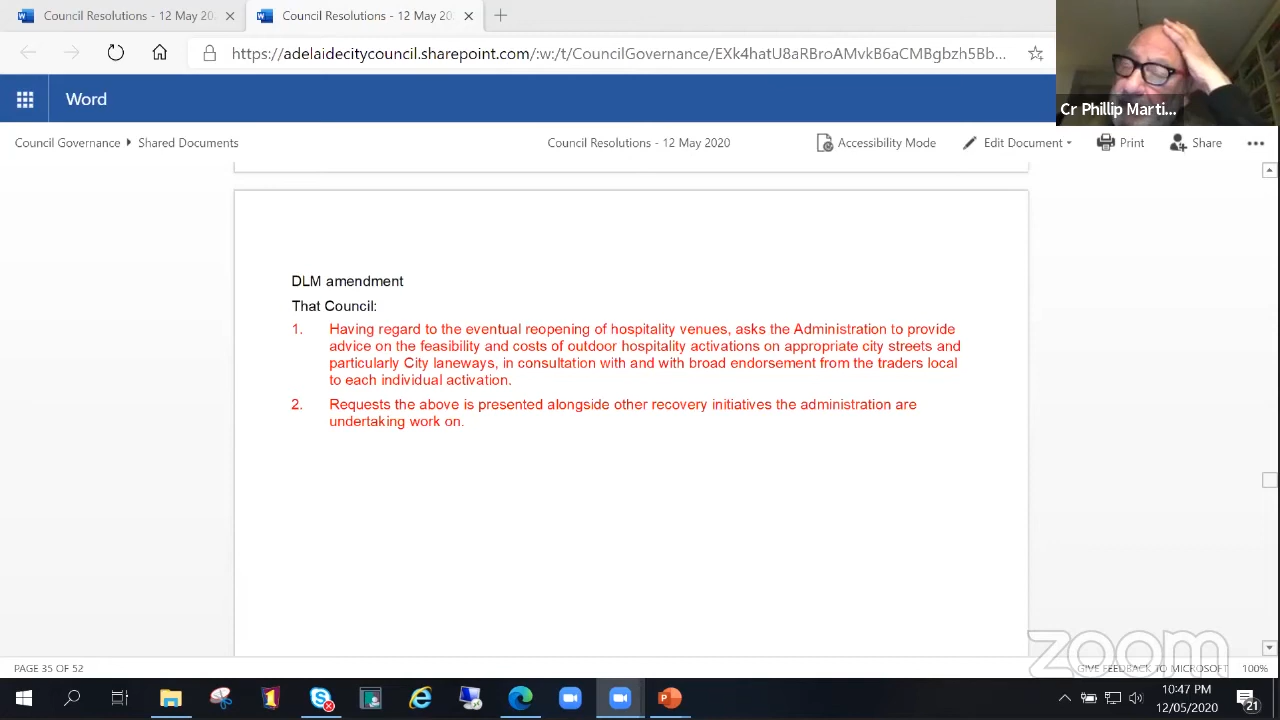 Council Resolutions - 12 May 202
Council Resolutions - 12 May 202
https://adelaidecitycouncil.sharepoint.com/:w:/t/CouncilGovernance/EXk4hatU8aRBroAMvkB6aCMBgbzh5Bb...
Cr Phillip Marti...
Word
Council Governance
Shared Documents
Council Resolutions - 12 May 2020
Accessibility Mode
Edit Document
Print
Share
DLM amendment
That Council:
1. Having regard to the eventual reopening of hospitality venues, asks the Administration to provide
advice on the feasibility and costs of outdoor hospitality activations on appropriate city streets and
particularly City laneways, in consultation with and with broad endorsement from the traders local
to each individual activation.
2. Requests the above is presented alongside other recovery initiatives the administration are
undertaking work on.
zoom
PAGE 35 OF 52
GIVE FEEDBACK TO MICROSOFT
100%
10:47 PM
12/05/2020
21